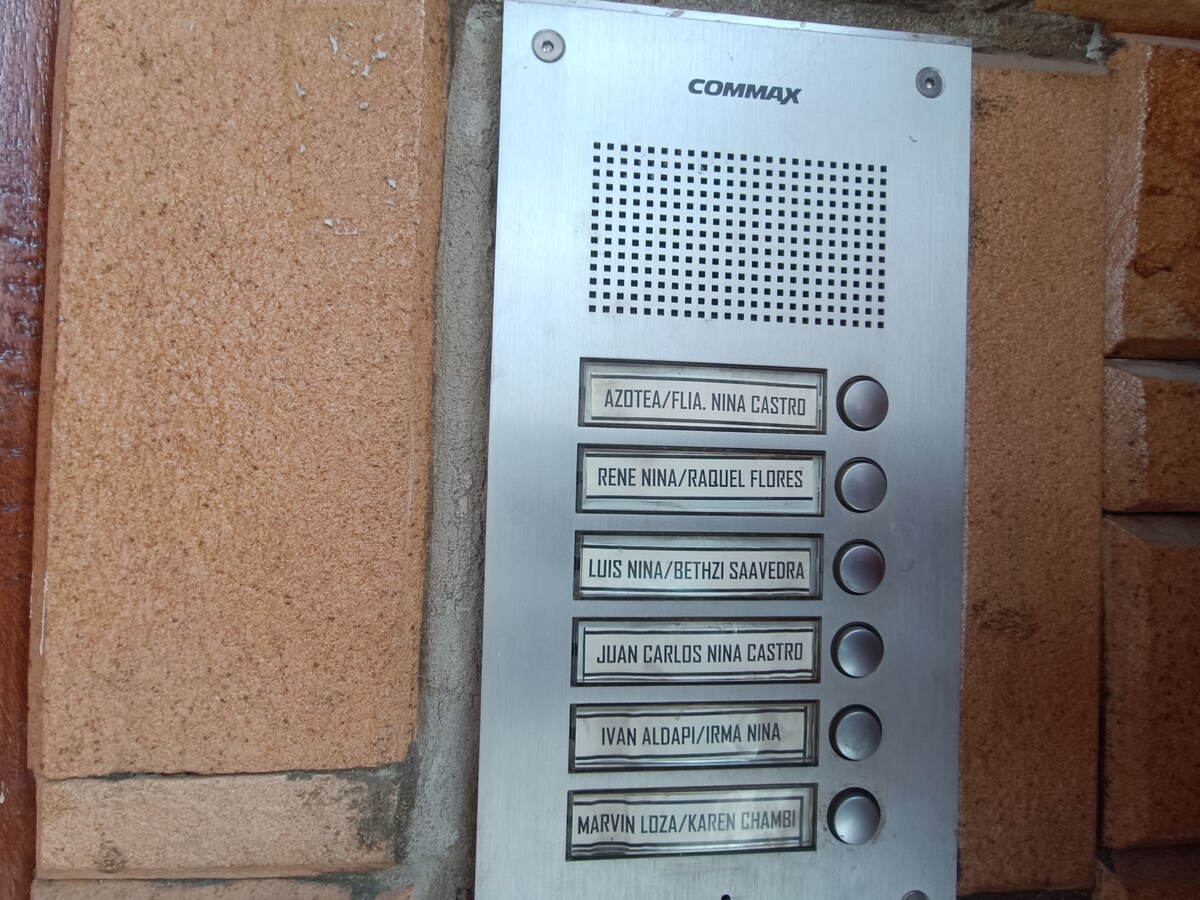 COMMAX
AZOTEA/FLIA. NINA CASTRO
RENE NINA/RAQUEL FLORES
LUIS NINA/BETHZI SAAVEDRA
JUAN CARLOS NINA CASTRO
IVAN ALDAPI/IRMA NINA
MARVIN LOZA/KAREN CHAMBI